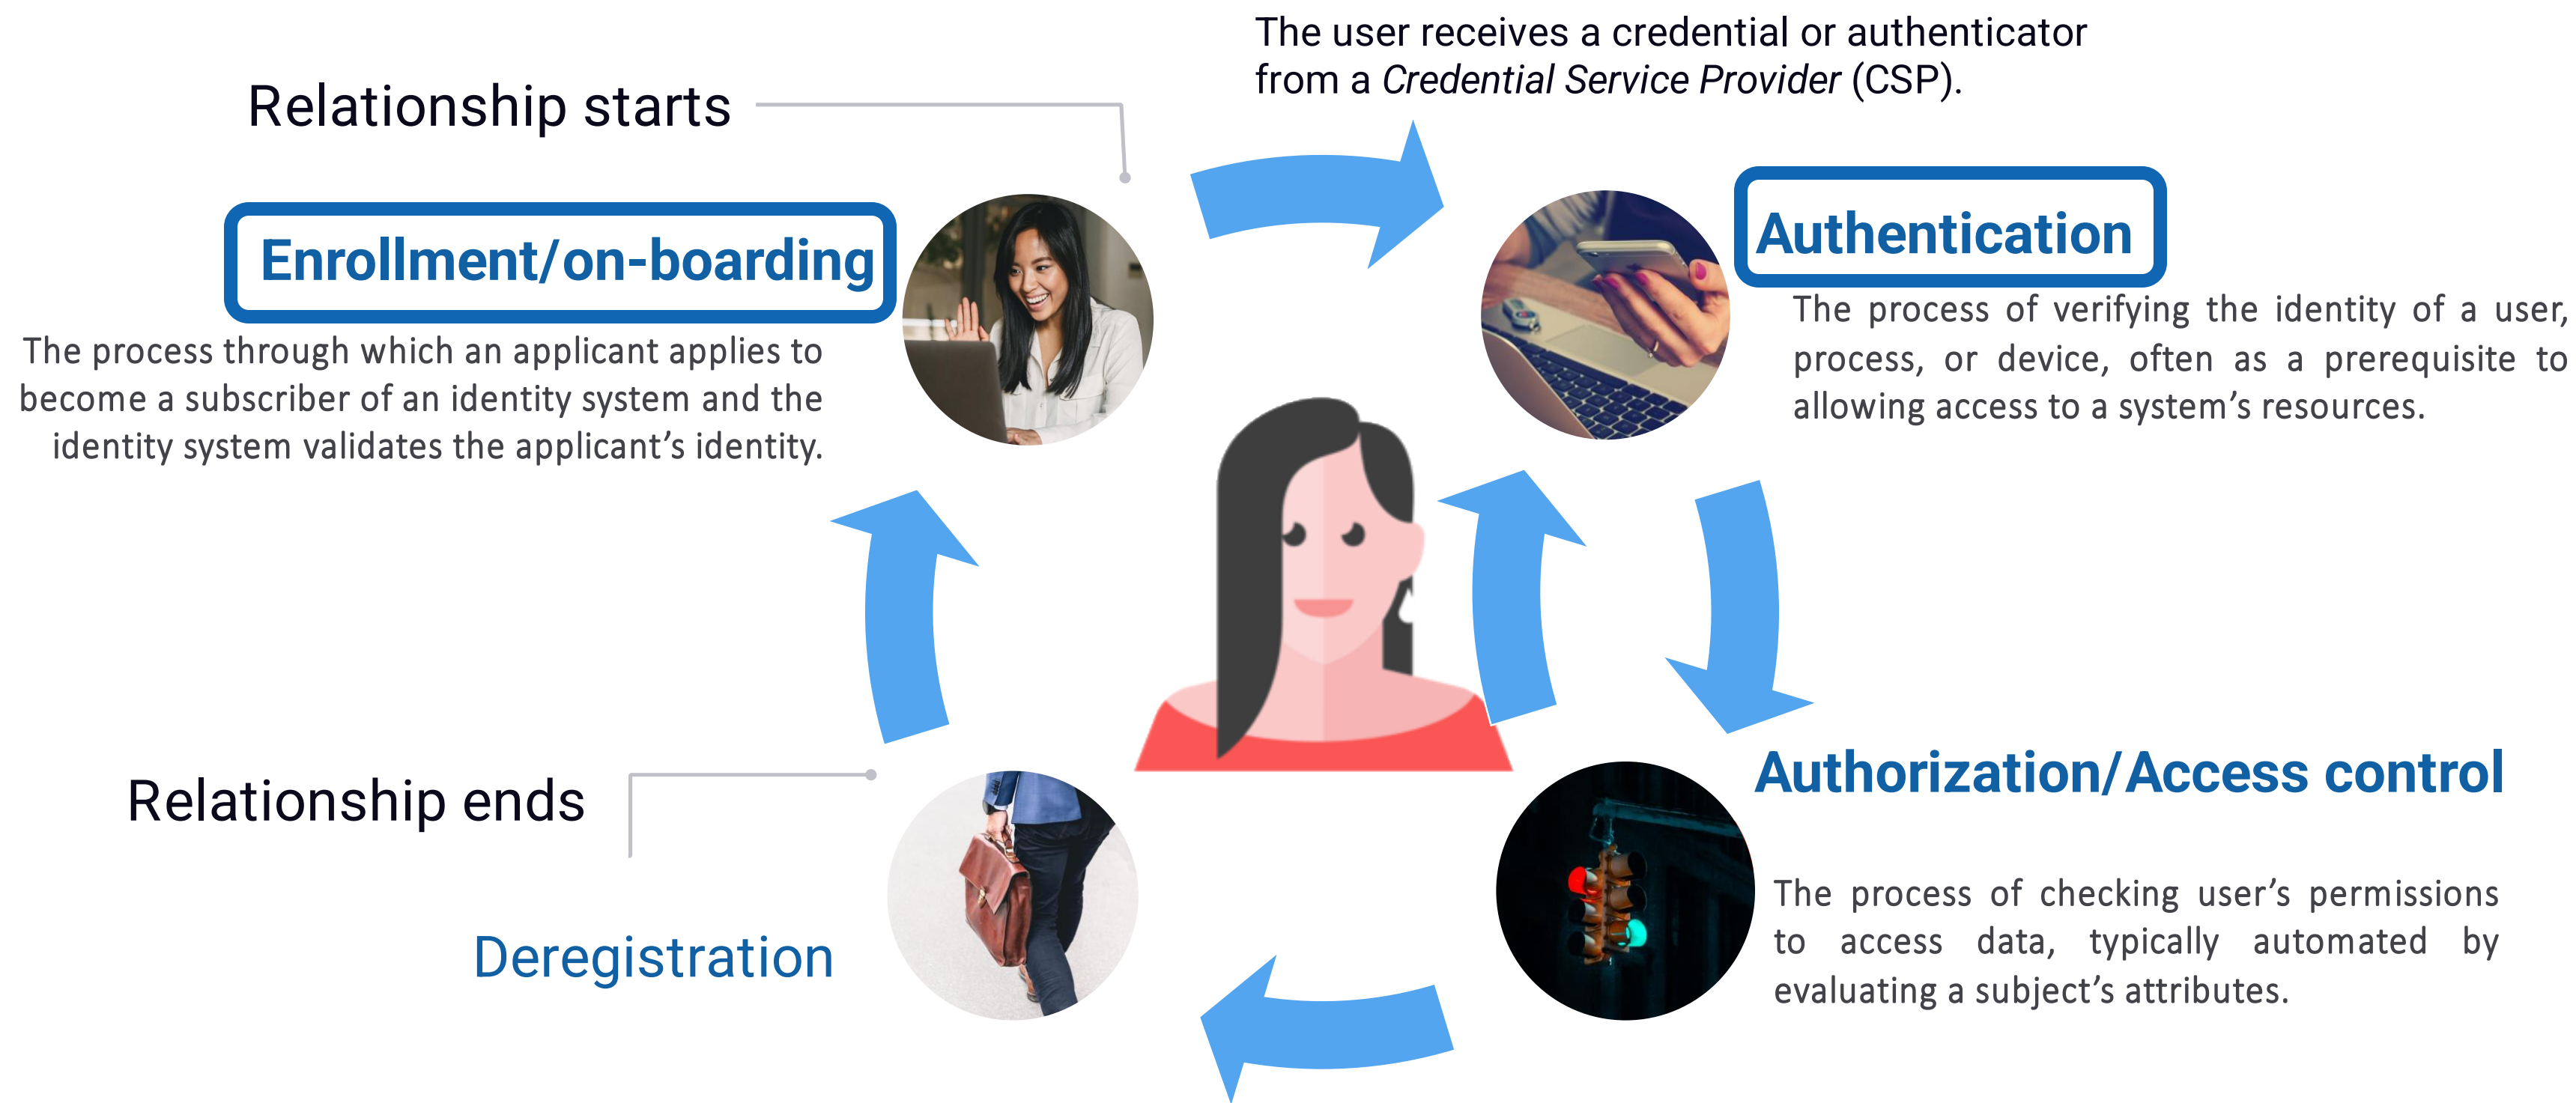 The user receives a credential or authenticator
from a Credential Service Provider (CSP).
Relationship starts
Enrollment/on-boarding
The process through which an applicant applies to
become a subscriber of an identity system and the
identity system validates the applicant’s identity.
Authentication
The process of verifying the identity of a user,
process, or device, often as a prerequisite to
allowing access to a system’s resources.
Authorization/Access control
The process of checking user’s permissions
to access data, typically automated by
evaluating a subject’s attributes.
Relationship ends
Deregistration